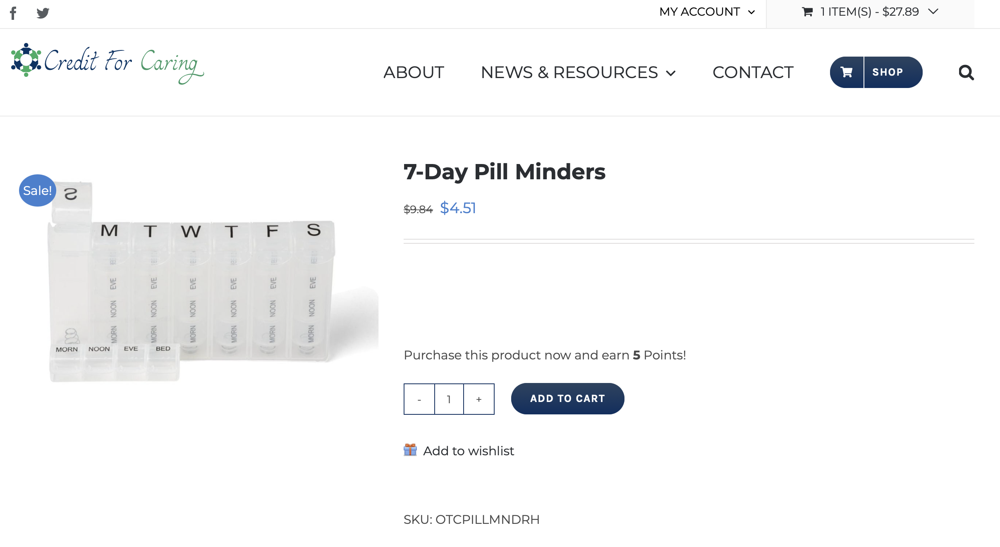 MY ACCOUNT
1 ITEM(S) - $27.89
Credit For Caring
ABOUT
NEWS & RESOURCES
CONTACT
SHOP
Sale!
S
M T W T F S
EVE EVE EVE EVE EVE EVE
NOON NOON NOON NOON NOON NOON
MORN MORN MORN MORN MORN MORN
MORN NOON EVE BED
7-Day Pill Minders
$9.84 $4.51
Purchase this product now and earn 5 Points!
- 1 +
ADD TO CART
Add to wishlist
SKU: OTCPILLMNDRH